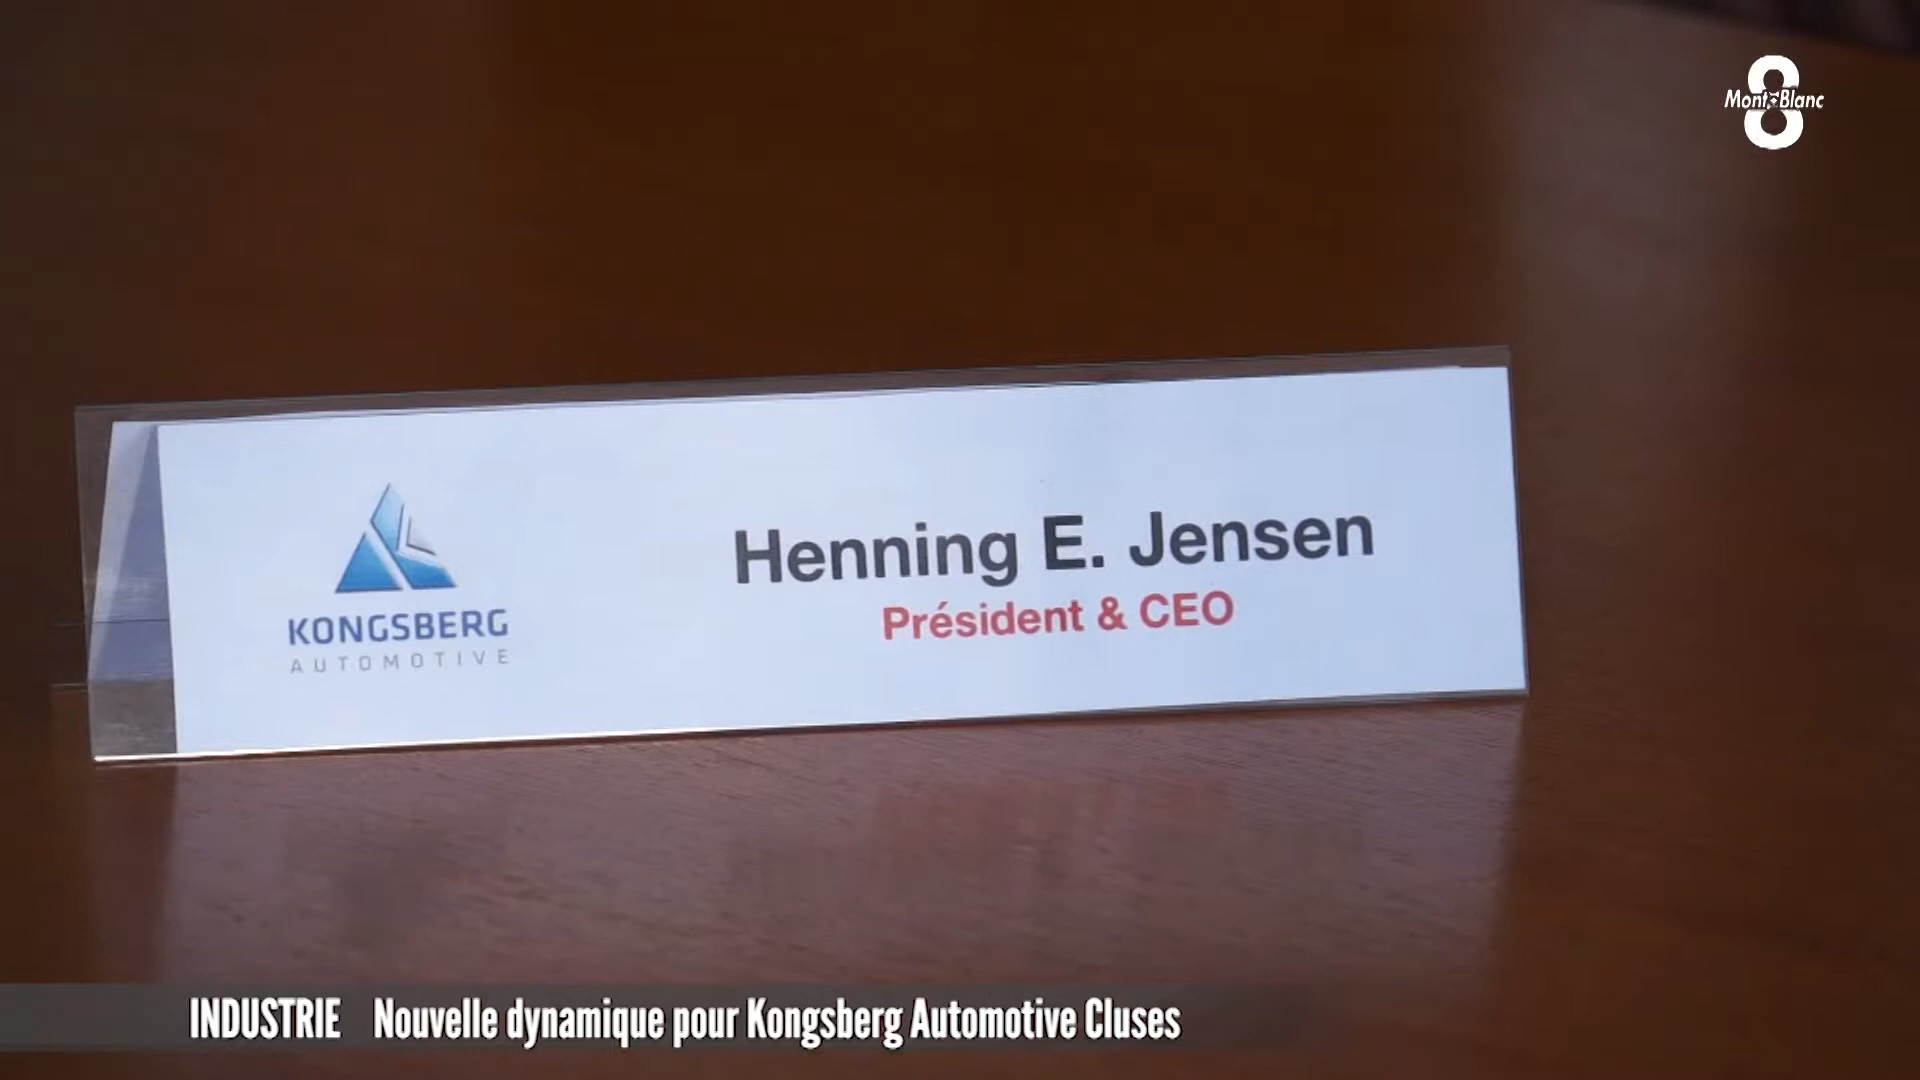 8
Mont-Blanc
KONGSBERG
AUTOMOTIVE
Henning E. Jensen
Président & CEO
INDUSTRIE Nouvelle dynamique pour Kongsberg Automotive Cluses